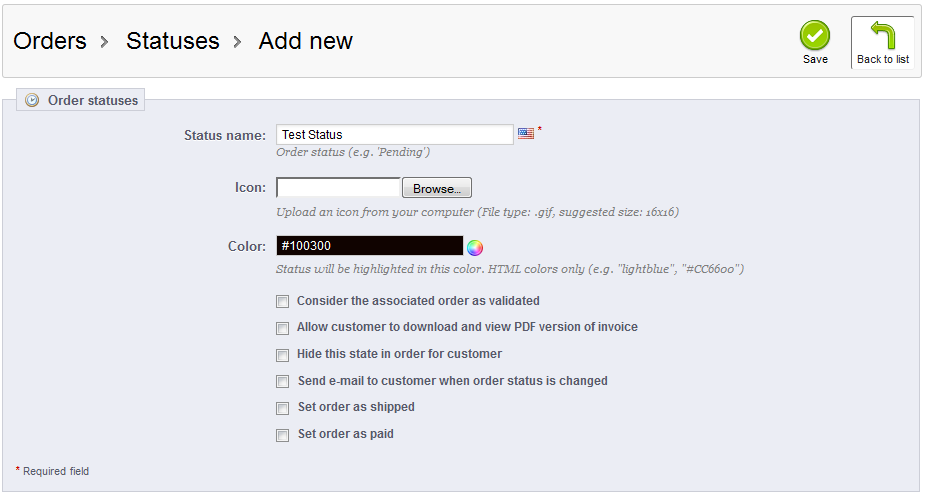 Orders > Statuses > Add new
Save
Back to list
Order statuses
Status name: Test Status *
Order status (e.g. 'Pending')
Icon: Browse...
Upload an icon from your computer (File type: .gif, suggested size: 16x16)
Color: #100300
Status will be highlighted in this color. HTML colors only (e.g. "lightblue", "#CC6600")
Consider the associated order as validated
Allow customer to download and view PDF version of invoice
Hide this state in order for customer
Send e-mail to customer when order status is changed
Set order as shipped
Set order as paid
* Required field